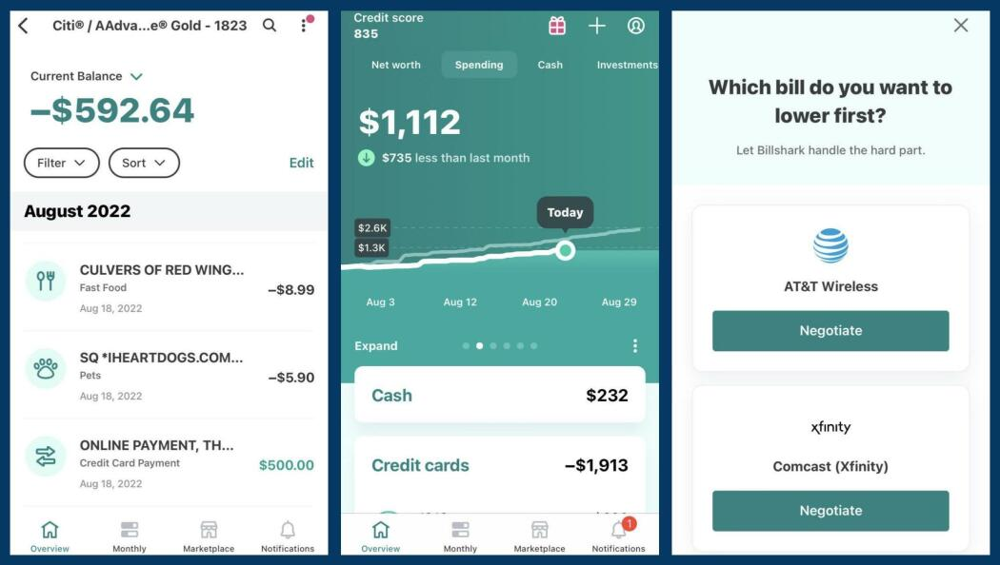 Citi® / AAdva...e® Gold - 1823
Current Balance
–$592.64
Filter
Sort
Edit
August 2022
CULVERS OF RED WING...
Fast Food
–$8.99
Aug 18, 2022
SQ *IHEARTDOGS.COM...
Pets
–$5.90
Aug 18, 2022
ONLINE PAYMENT, TH...
Credit Card Payment
$500.00
Aug 18, 2022
Overview
Monthly
Marketplace
Notifications
Credit score
835
Net worth
Spending
Cash
Investments
$1,112
$735 less than last month
Today
$2.6K
$1.3K
Aug 3
Aug 12
Aug 20
Aug 29
Expand
Cash
$232
Credit cards
–$1,913
1
Overview
Monthly
Marketplace
Notifications
Which bill do you want to
lower first?
Let Billshark handle the hard part.
AT&T Wireless
Negotiate
xfinity
Comcast (Xfinity)
Negotiate